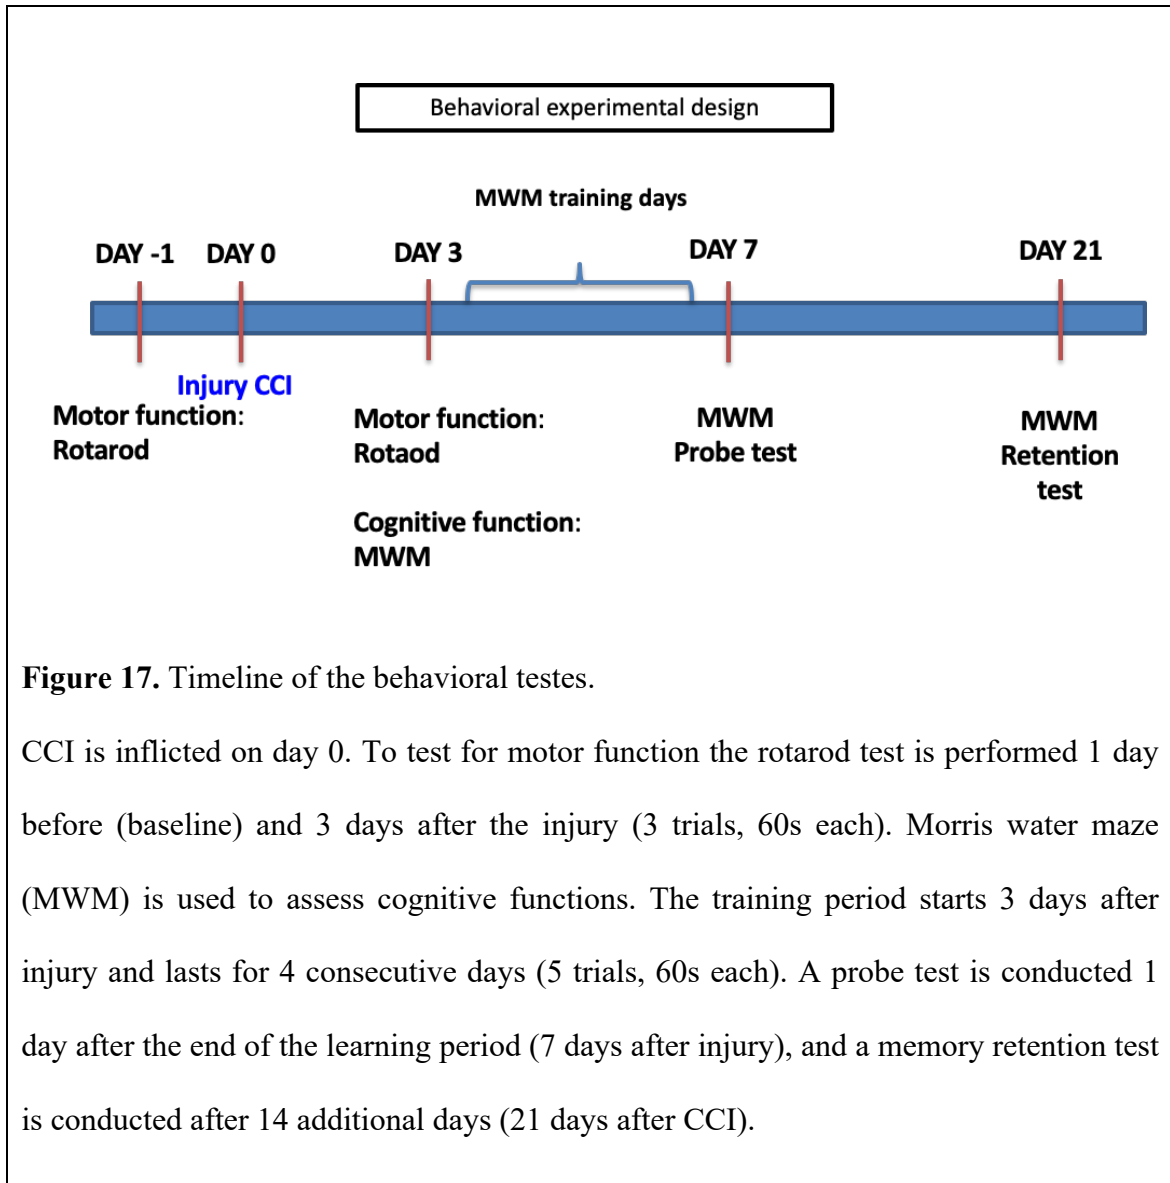 Behavioral experimental design
MWM training days
DAY -1 DAY 0 DAY 3 DAY 7 DAY 21
Injury CCI
Motor function:
Rotarod
Motor function:
Rotaod
Cognitive function:
MWM
MWM
Probe test
MWM
Retention
test
Figure 17. Timeline of the behavioral testes.
CCI is inflicted on day 0. To test for motor function the rotarod test is performed 1 day
before (baseline) and 3 days after the injury (3 trials, 60s each). Morris water maze
(MWM) is used to assess cognitive functions. The training period starts 3 days after
injury and lasts for 4 consecutive days (5 trials, 60s each). A probe test is conducted 1
day after the end of the learning period (7 days after injury), and a memory retention test
is conducted after 14 additional days (21 days after CCI).